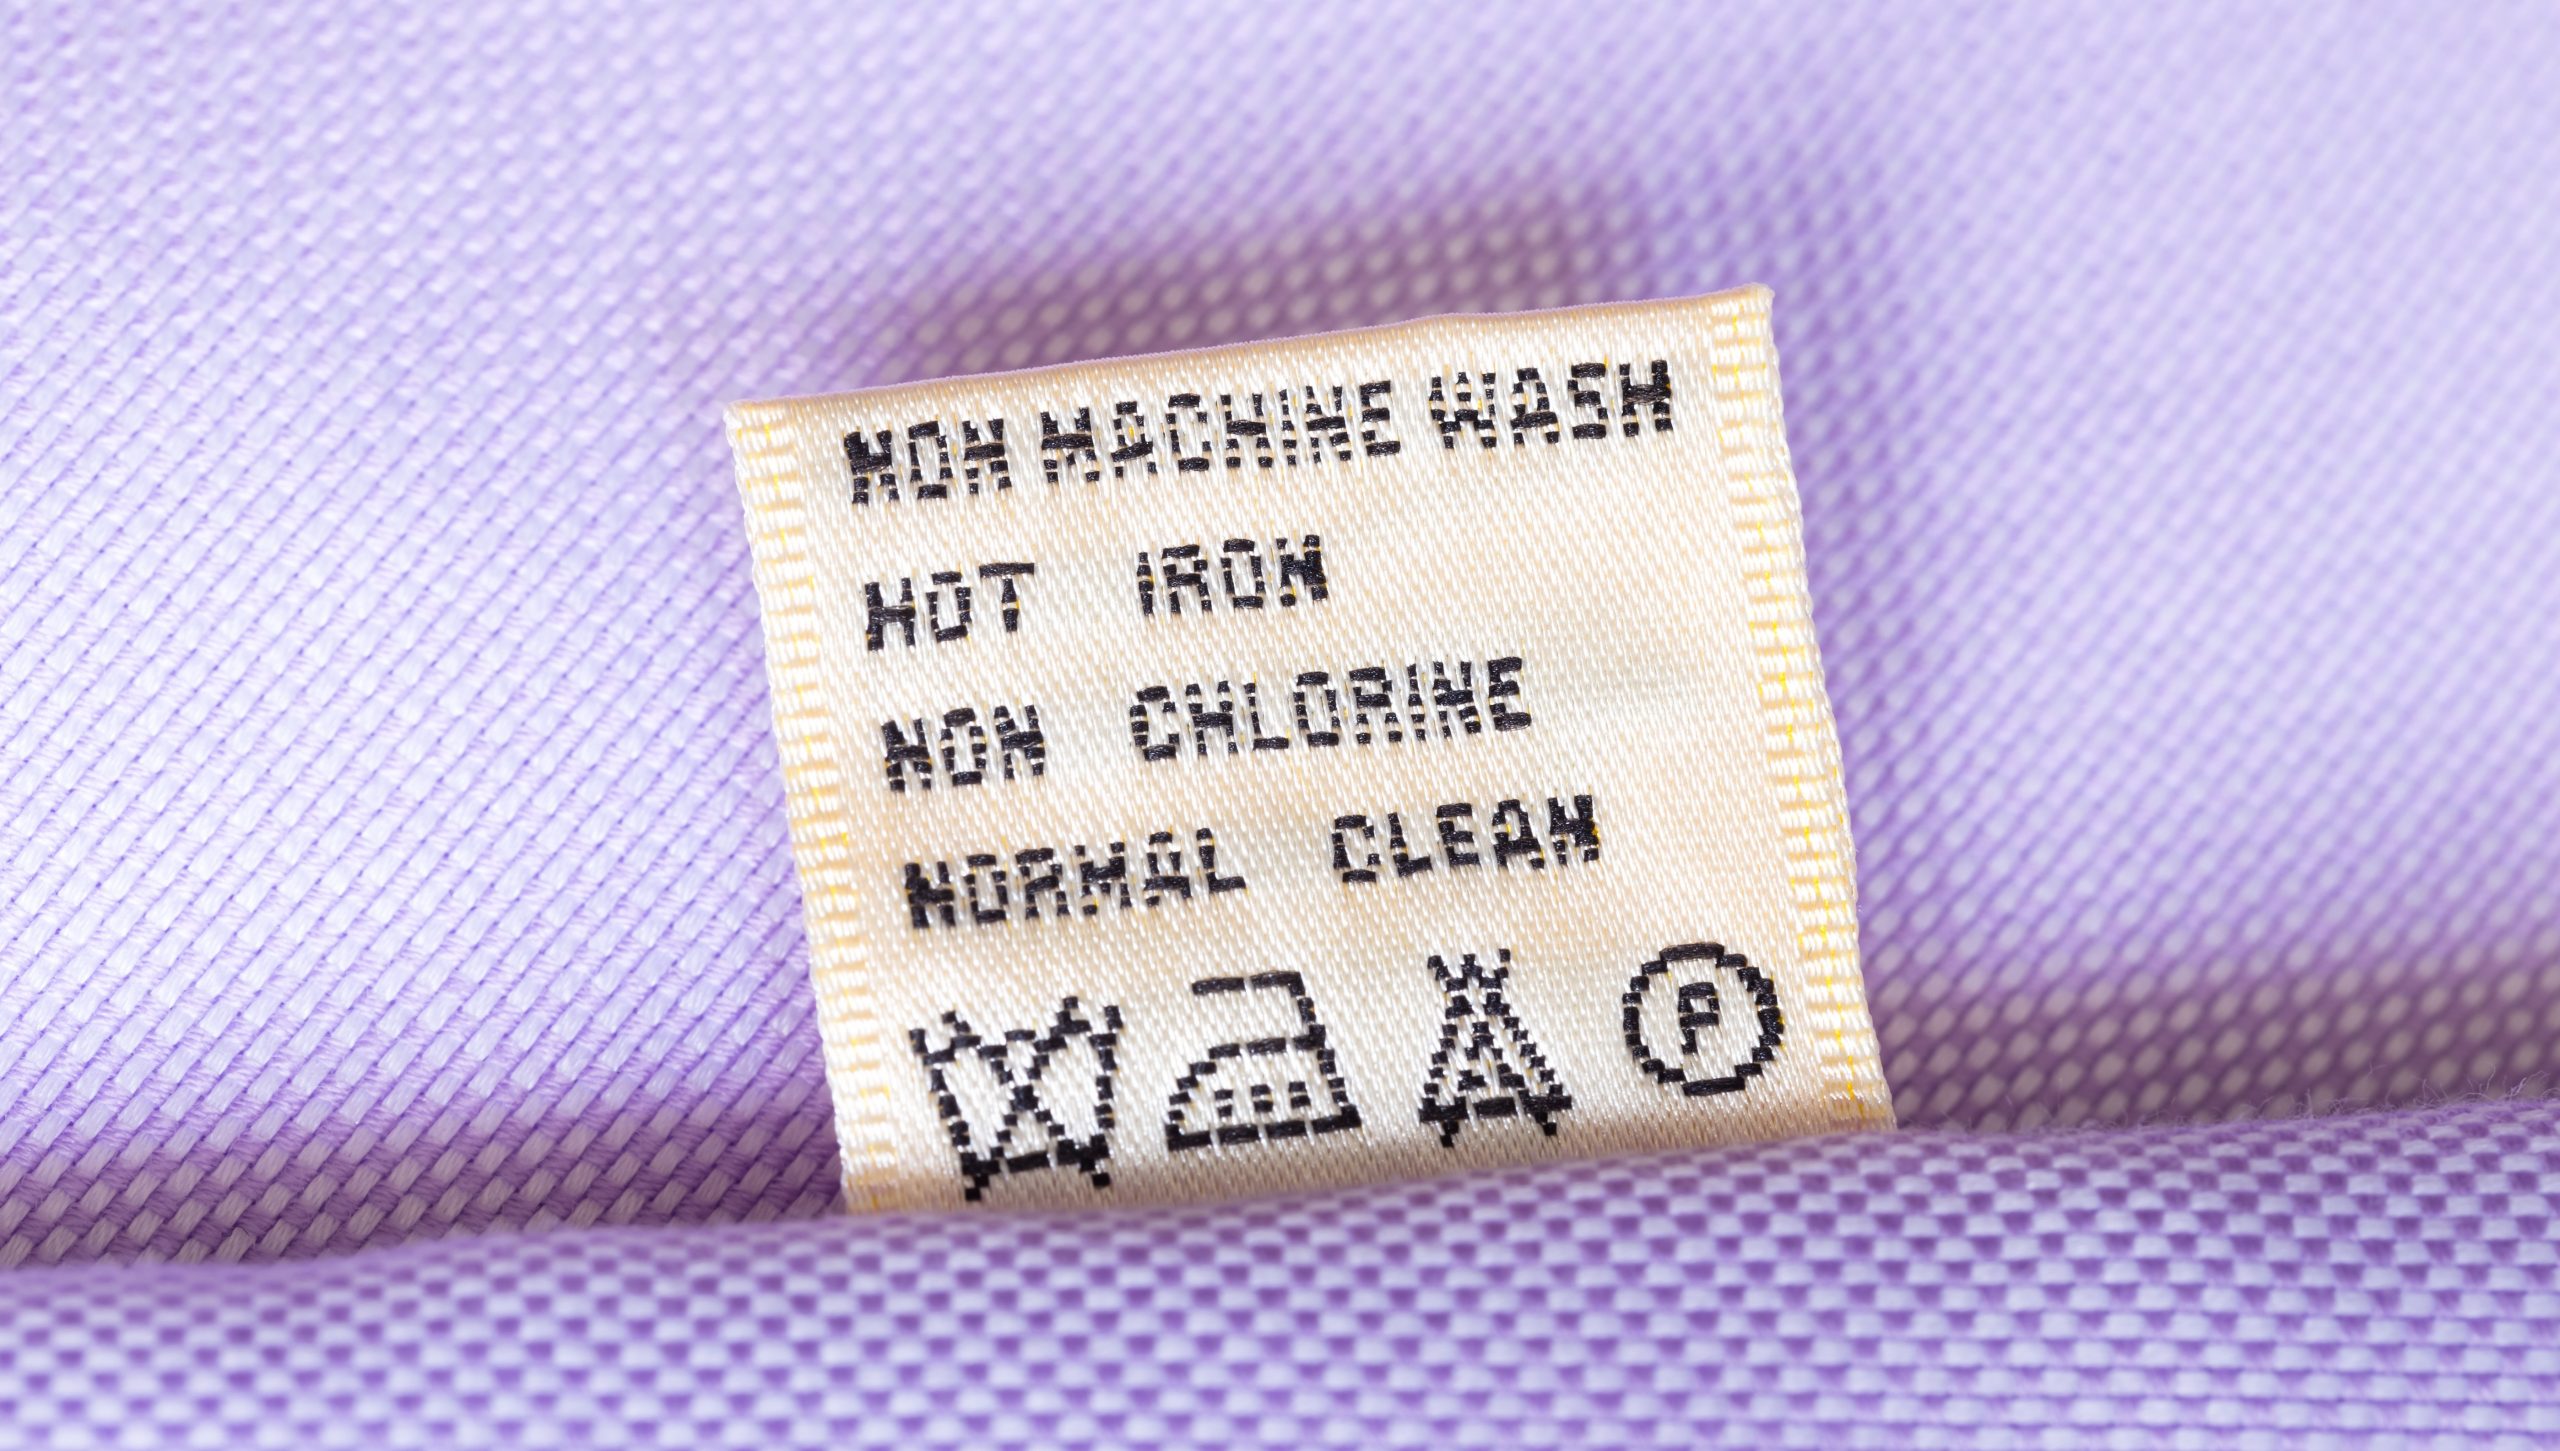 NON MACHINE WASH
HOT IRON
NON CHLORINE
NORMAL CLEAN
P